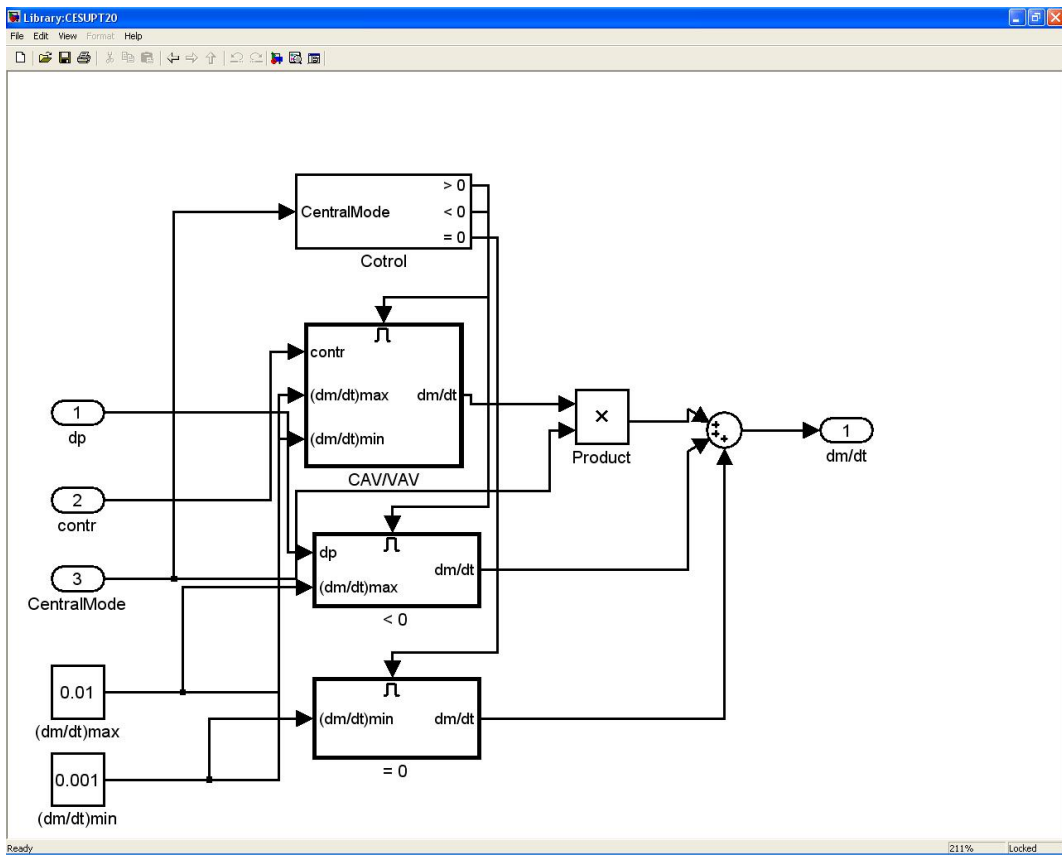 Library:CESUPT20
File Edit View Format Help
> 0
CentralMode < 0
= 0
Cotrol
contr
(dm/dt)max dm/dt
(dm/dt)min
CAV/VAV
1
dp
×
Product
1
dm/dt
2
contr
dp
dm/dt
(dm/dt)max
< 0
3
CentralMode
0.01
(dm/dt)max
(dm/dt)min dm/dt
= 0
0.001
(dm/dt)min
Ready 211% Locked